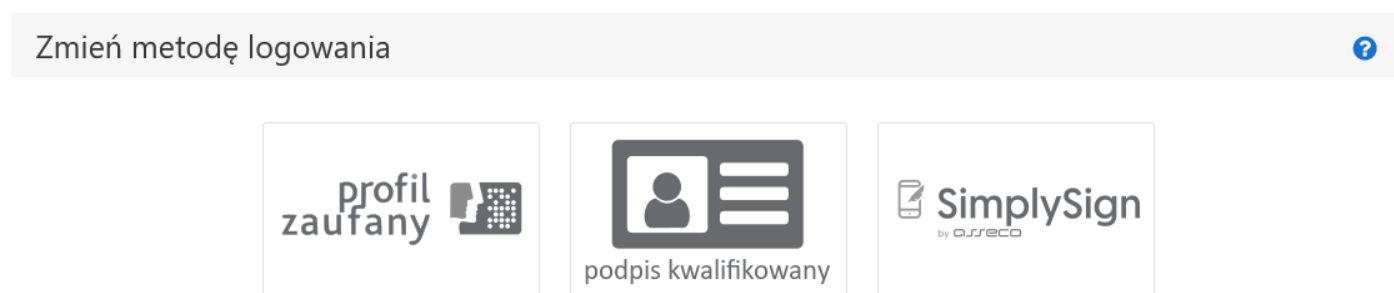 Zmień metodę logowania
?
profil
zaufany
podpis kwalifikowany
SimplySign
by asseco